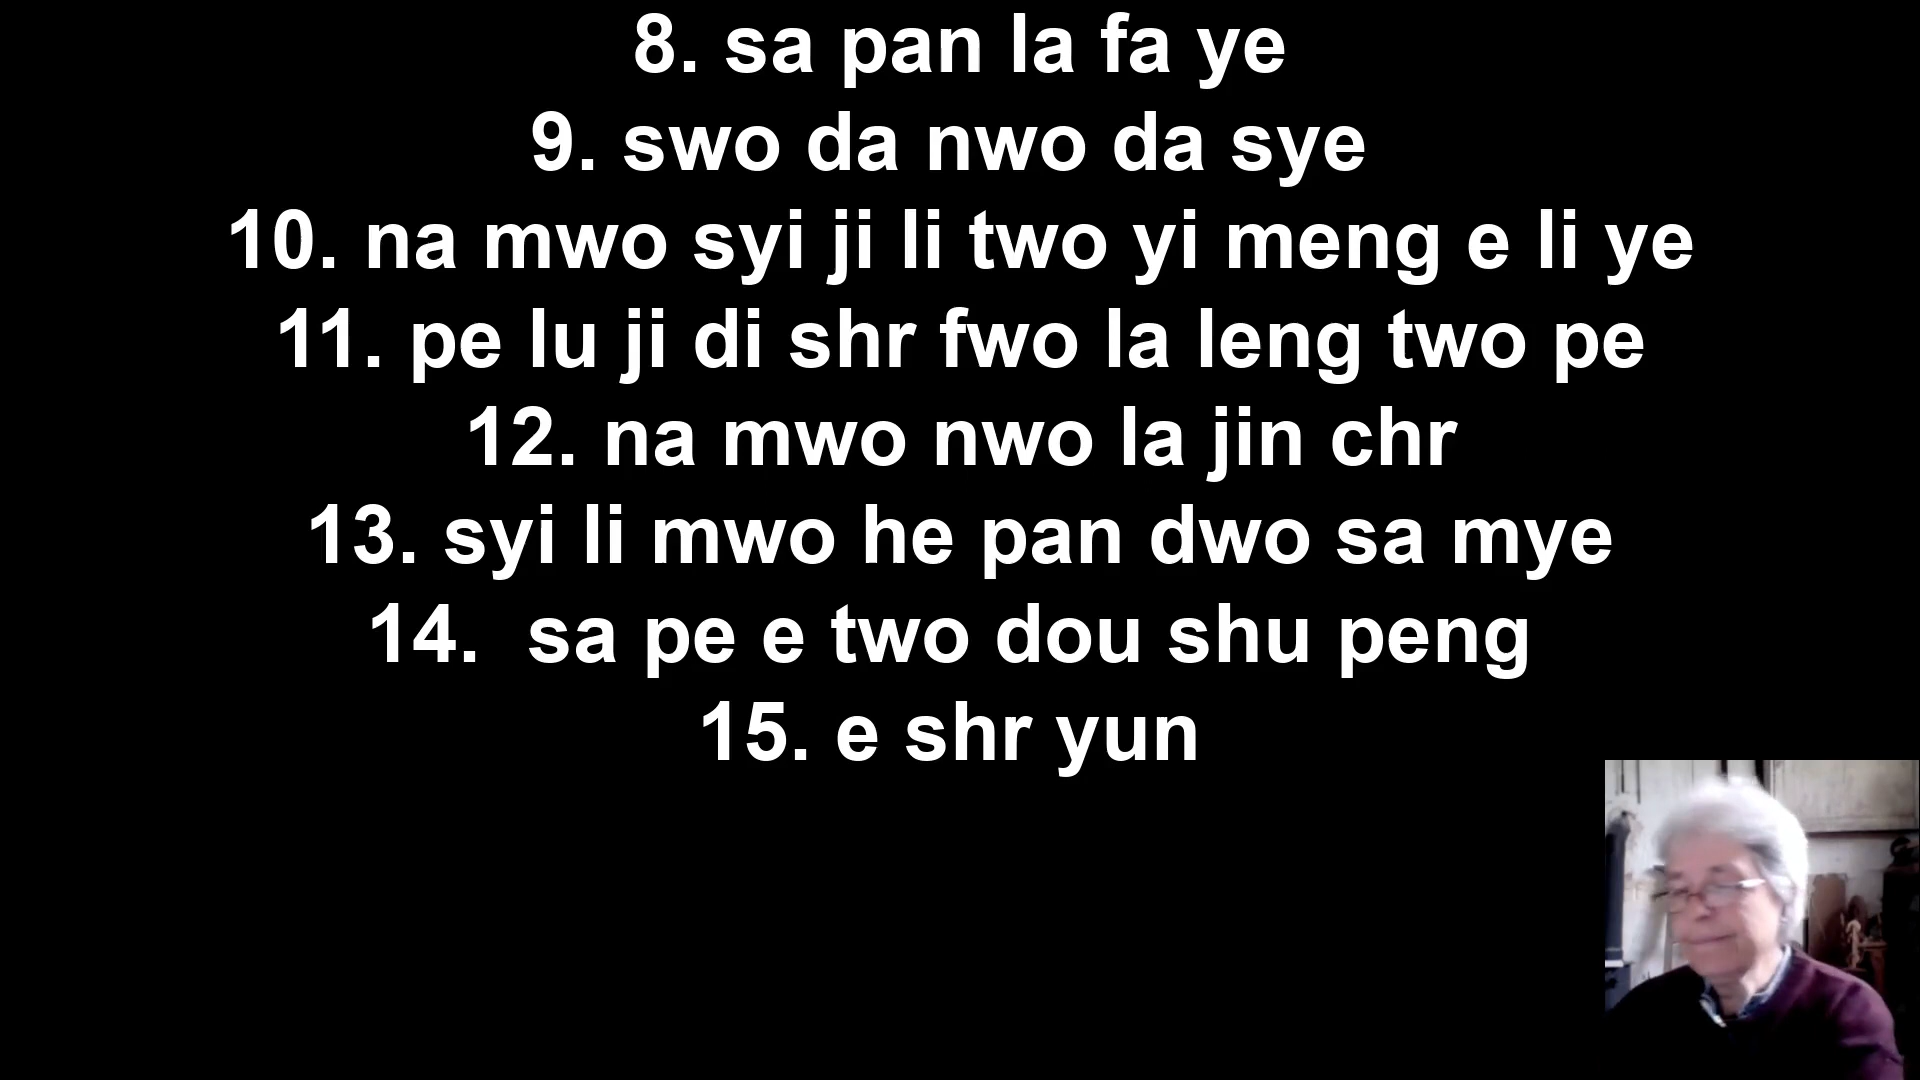 8. sa pan la fa ye
9. swo da nwo da sye
10. na mwo syi ji li two yi meng e li ye
11. pe lu ji di shr fwo la leng two pe
12. na mwo nwo la jin chr
13. syi li mwo he pan dwo sa mye
14.  sa pe e two dou shu peng
15. e shr yun